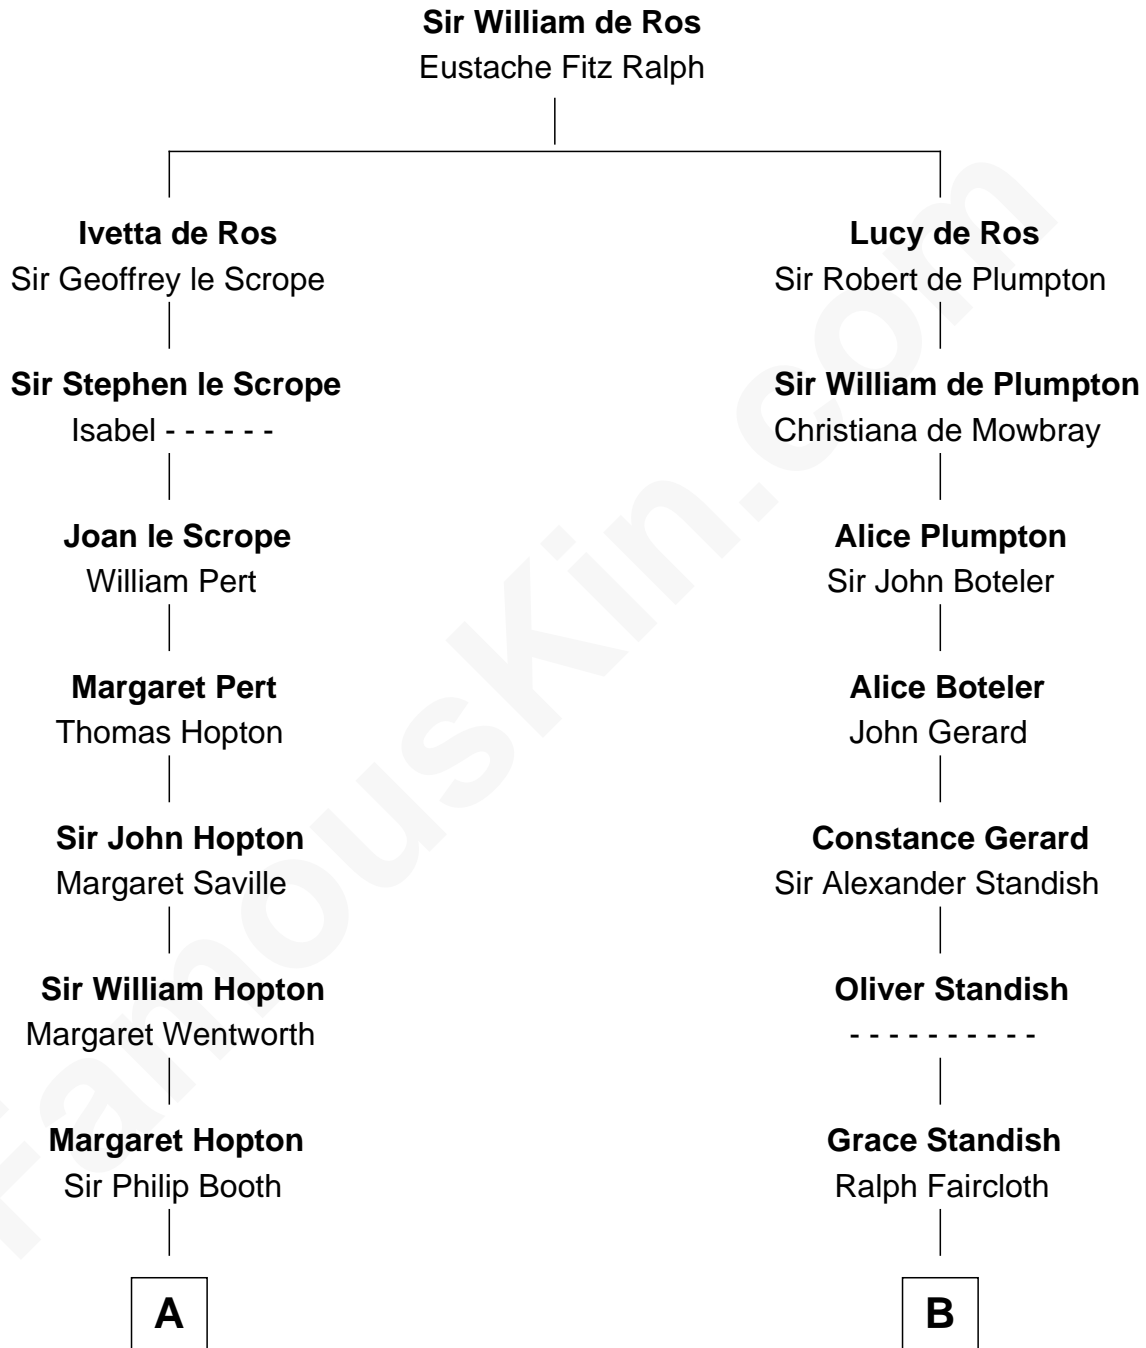 Sir William de Ros
Eustache Fitz Ralph
Ivetta de Ros
Sir Geoffrey le Scrope
Lucy de Ros
Sir Robert de Plumpton
Sir Stephen le Scrope
Isabel - - - - - -
Sir William de Plumpton
Christiana de Mowbray
Joan le Scrope
William Pert
Alice Plumpton
Sir John Boteler
Margaret Pert
Thomas Hopton
Alice Boteler
John Gerard
Sir John Hopton
Margaret Saville
Constance Gerard
Sir Alexander Standish
Sir William Hopton
Margaret Wentworth
Oliver Standish
- - - - - - - - - -
Margaret Hopton
Sir Philip Booth
Grace Standish
Ralph Faircloth
A
B
FamousKin.com